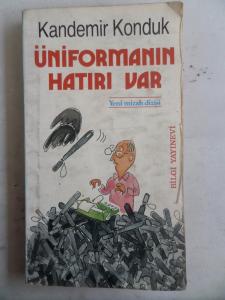 Kandemir Konduk
ÜNİFORMANIN
HATIRI VAR
Yeni mizah dizisi
BİLGİ YAYINEVİ